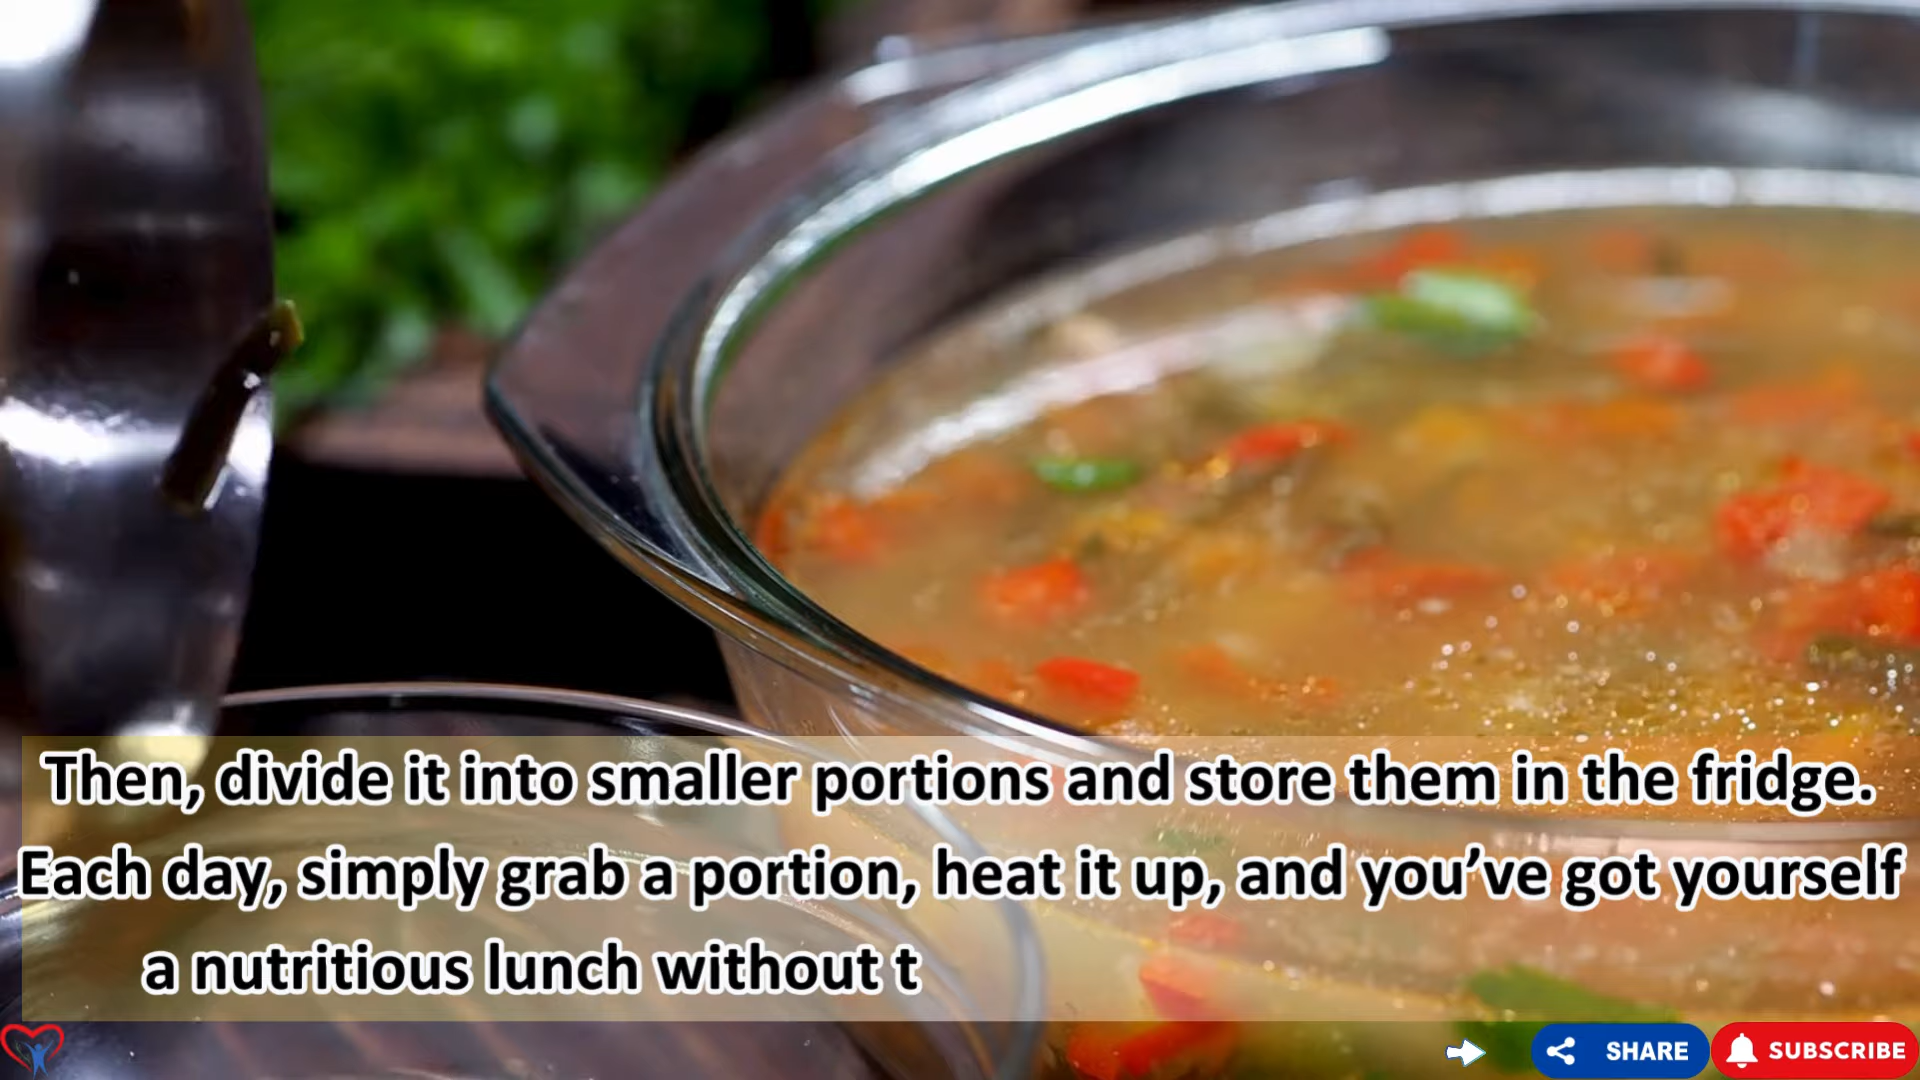 Then, divide it into smaller portions and store them in the fridge.
Each day, simply grab a portion, heat it up, and you’ve got yourself
a nutritious lunch without t
SHARE
SUBSCRIBE